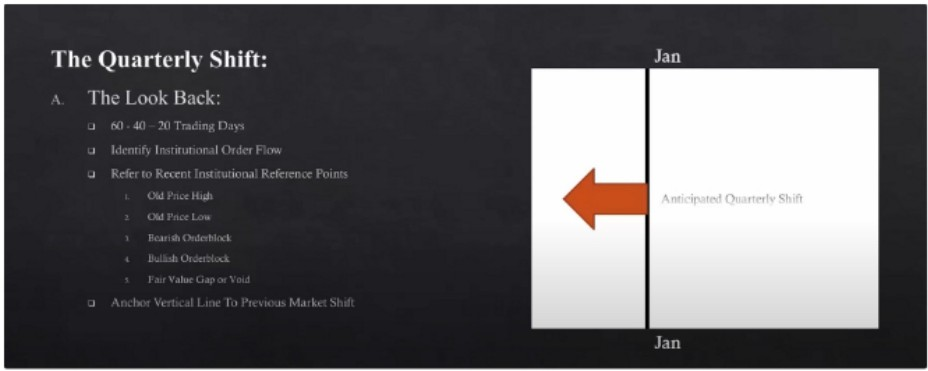 The Quarterly Shift:
A. The Look Back:
60 - 40 – 20 Trading Days
Identify Institutional Order Flow
Refer to Recent Institutional Reference Points
1. Old Price High
2. Old Price Low
3. Bearish Orderblock
4. Bullish Orderblock
5. Fair Value Gap or Void
Anchor Vertical Line To Previous Market Shift
Jan
Anticipated Quarterly Shift
Jan